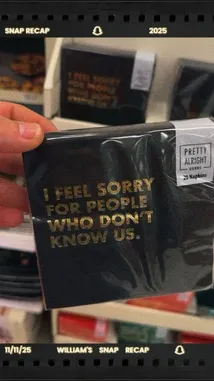 SNAP RECAP 2025
I FEEL SORRY
FOR PEOPLE
WHO DON'T
KNOW US.
PRETTY
ALRIGHT
GOODS
20 Napkins
I FEEL SORRY
FOR PEOPLE
WHO DON'T
KNOW US.
11/11/25 WILLIAM'S SNAP RECAP